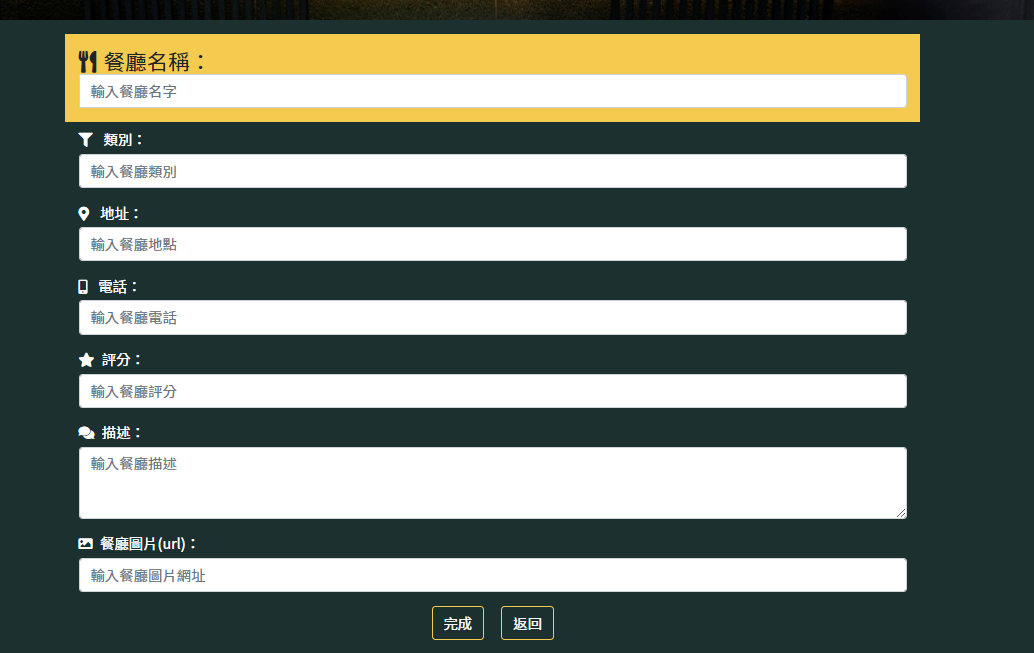 餐廳名稱：
輸入餐廳名字
類別：
輸入餐廳類別
地址：
輸入餐廳地點
電話：
輸入餐廳電話
評分：
輸入餐廳評分
描述：
輸入餐廳描述
餐廳圖片(url)：
輸入餐廳圖片網址
完成 返回